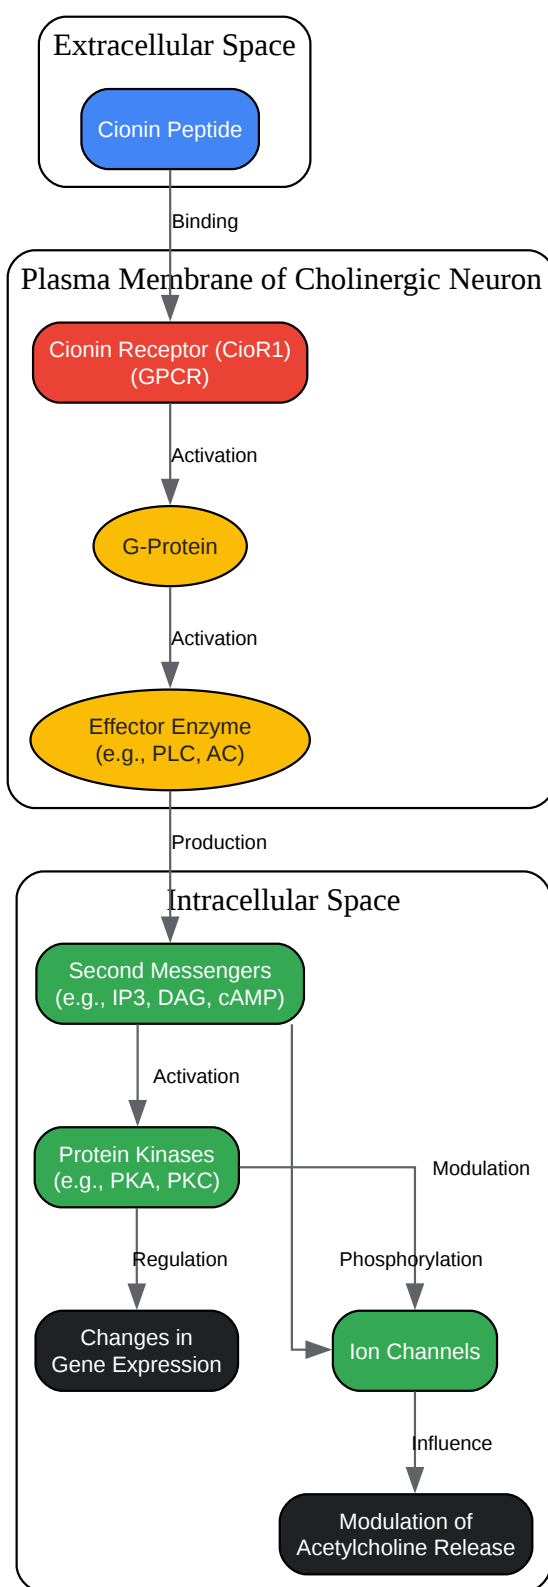 Extracellular Space
Cionin Peptide
Binding
Plasma Membrane of Cholinergic Neuron
Cionin Receptor (CioR1)
(GPCR)
Activation
G-Protein
Activation
Effector Enzyme
(e.g., PLC, AC)
Production
Intracellular Space
Second Messengers
(e.g., IP3, DAG, cAMP)
Activation
Protein Kinases
(e.g., PKA, PKC)
Modulation
Regulation
Phosphorylation
Changes in
Gene Expression
Ion Channels
Influence
Modulation of
Acetylcholine Release